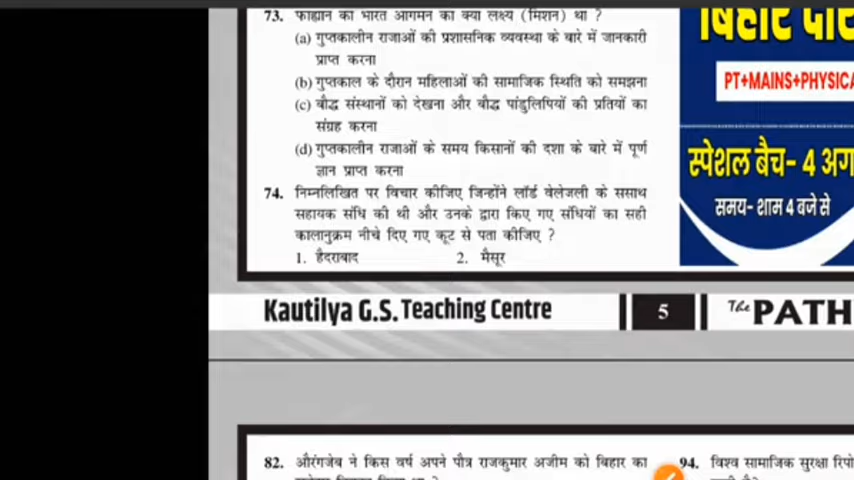 73. फाह्यान का भारत आगमन का क्या लक्ष्य (मिशन) था ?
(a) गुप्तकालीन राजाओं की प्रशासनिक व्यवस्था के बारे में जानकारी
प्राप्त करना
(b) गुप्तकाल के दौरान महिलाओं की सामाजिक स्थिति को समझना
(c) बौद्ध संस्थानों को देखना और बौद्ध पांडुलिपियों की प्रतियों का
संग्रह करना
(d) गुप्तकालीन राजाओं के समय किसानों की दशा के बारे में पूर्ण
ज्ञान प्राप्त करना
74. निम्नलिखित पर विचार कीजिए जिन्होंने लॉर्ड वेलेजली के ससाथ
सहायक संधि की थी और उनके द्वारा किए गए संधियों का सही
कालानुक्रम नीचे दिए गए कूट से पता कीजिए ?
1. हैदराबाद 2. मैसूर
बिहार
PT+MAINS+PHYSICA
स्पेशल बैच- 4 अग
समय- शाम 4 बजे से
Kautilya G.S. Teaching Centre 5 The PATH
82. औरंगजेब ने किस वर्ष अपने पौत्र राजकुमार अजीम को बिहार का
94. विश्व सामाजिक सुरक्षा रिपो